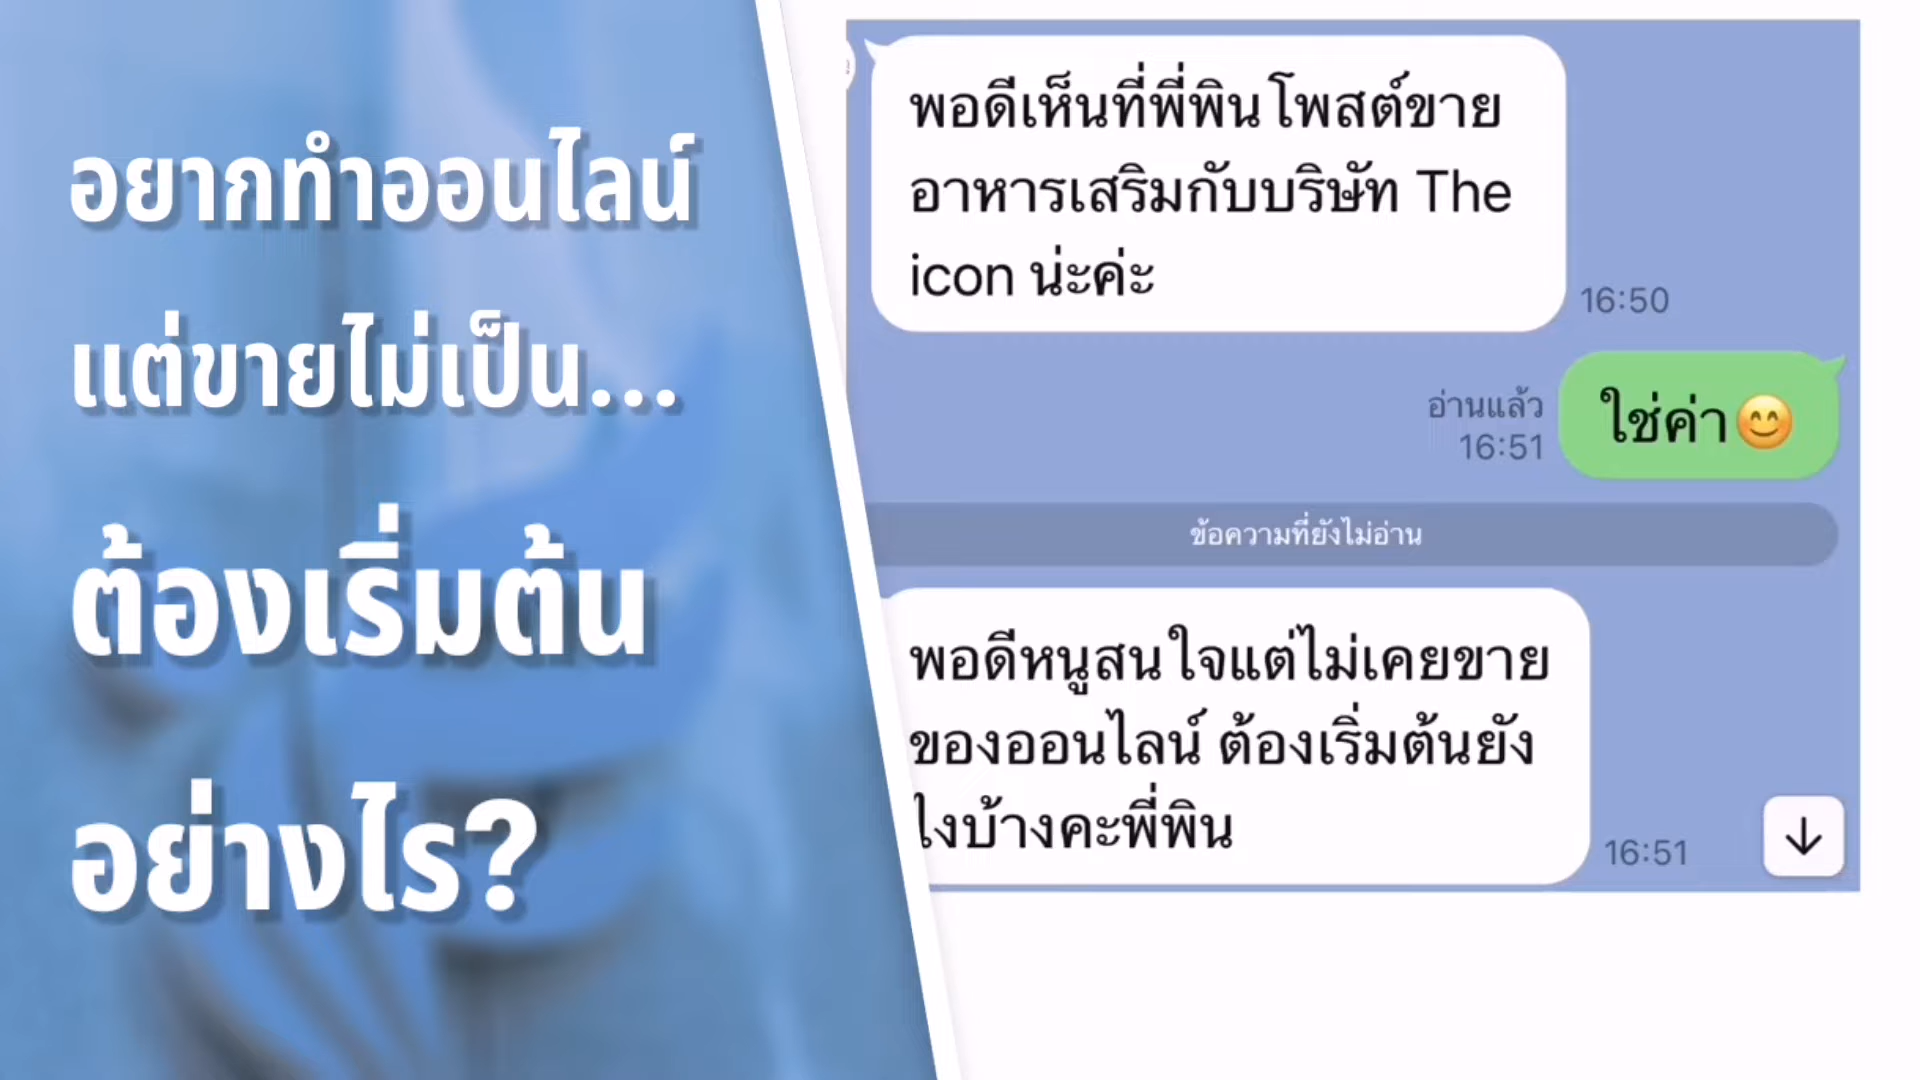 อยากทำออนไลน์
แต่ขายไม่เป็น...
ต้องเริ่มต้น
อย่างไร?
พอดีเห็นที่พี่พินโพสต์ขาย
อาหารเสริมกับบริษัท The
icon น่ะค่ะ
16:50
ใช่ค่า😊
อ่านแล้ว
16:51
ข้อความที่ยังไม่อ่าน
พอดีหนูสนใจแต่ไม่เคยขาย
ของออนไลน์ ต้องเริ่มต้นยัง
ไงบ้างคะพี่พิน
16:51